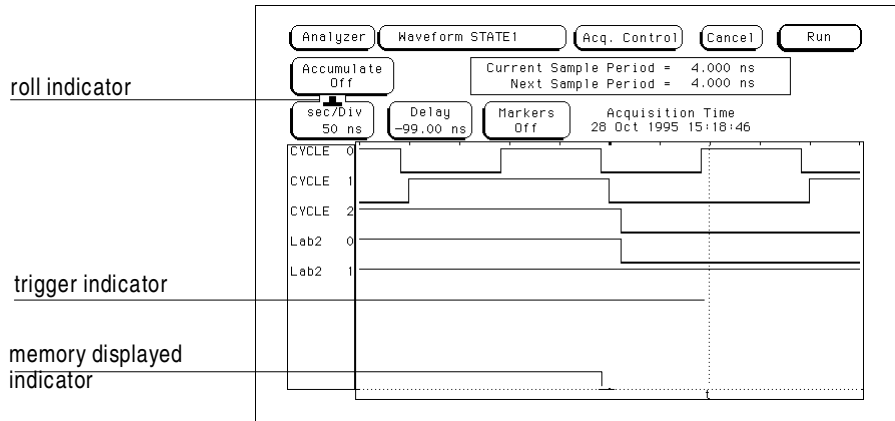 Analyzer Waveform STATE1 Acq. Control Cancel Run
Accumulate
Off
Current Sample Period = 4.000 ns
Next Sample Period = 4.000 ns
roll indicator
sec/Div
50 ns
Delay
-99.00 ns
Markers
Off
Acquisition Time
28 Oct 1995 15:18:46
CYCLE 0
CYCLE 1
CYCLE 2
Lab2 0
Lab2 1
trigger indicator
memory displayed
indicator
t